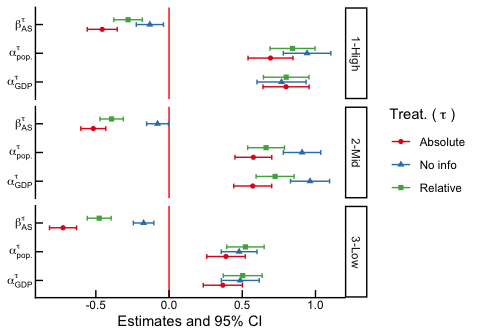 β^τ_AS
α^τ_pop.
α^τ_GDP
1-High
β^τ_AS
α^τ_pop.
α^τ_GDP
2-Mid
β^τ_AS
α^τ_pop.
α^τ_GDP
3-Low
-0.5 0.0 0.5 1.0
Estimates and 95% CI
Treat. ( τ )
Absolute
No info
Relative